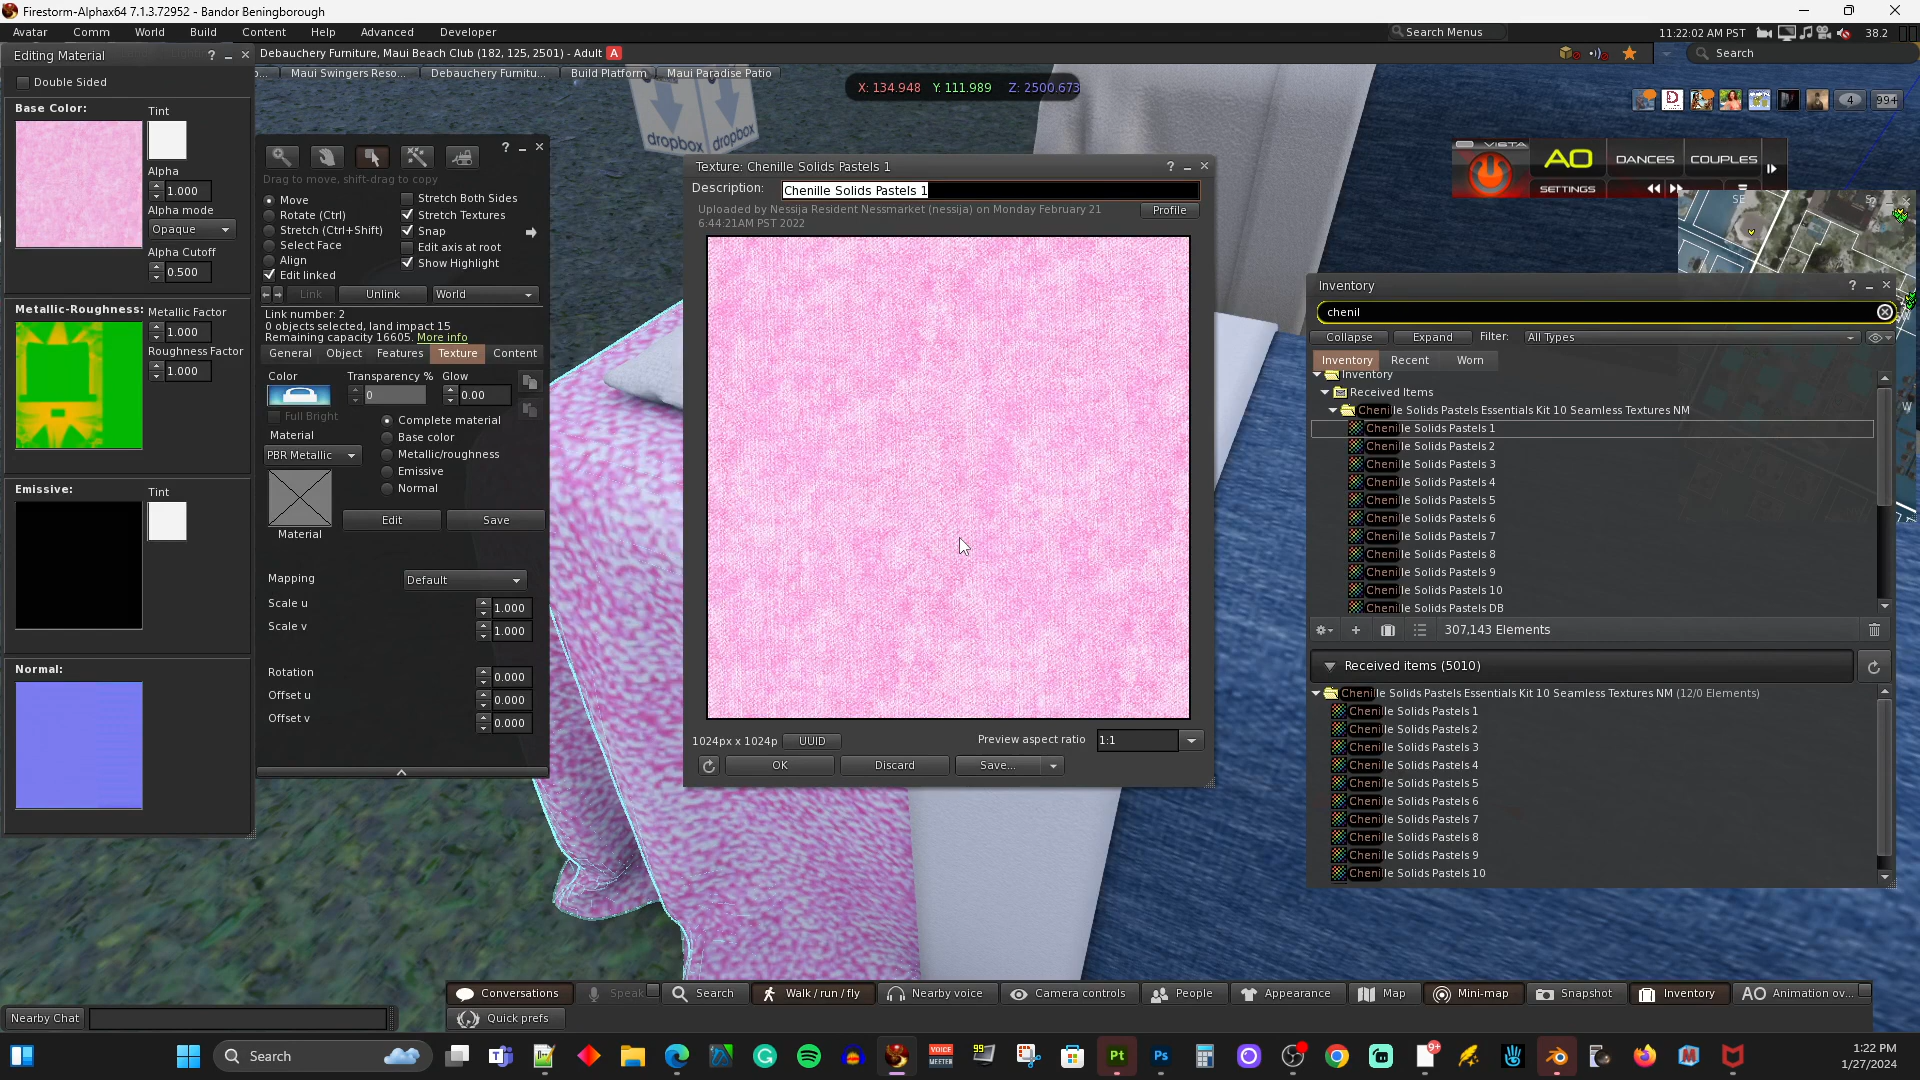 Firestorm-Alphax64 7.1.3.72952 - Bandor Beningborough
Avatar Comm World Build Content Help Advanced Developer
Search Menus
11:22:02 AM PST
38.2
Debauchery Furniture, Maui Beach Club (182, 125, 2501) - Adult A
Search
Maui Swingers Reso... Debauchery Furnitu... Build Platform Maui Paradise Patio
X: 134.948 Y: 111.989 Z: 2500.673
4 99+
Editing Material
Double Sided
Base Color:
Tint
Alpha
1.000
Alpha mode
Opaque
Alpha Cutoff
0.500
Metallic-Roughness: Metallic Factor
1.000
Roughness Factor
1.000
Emissive: Tint
Normal:
Drag to move, shift-drag to copy
Move
Rotate (Ctrl)
Stretch (Ctrl+Shift)
Select Face
Align
Edit linked
Stretch Both Sides
Stretch Textures
Snap
Edit axis at root
Show Highlight
Link Unlink World
Link number: 2
0 objects selected, land impact 15
Remaining capacity 16605. More info
General Object Features Texture Content
Color Transparency % Glow
0 0.00
Full Bright
Material
PBR Metallic
Complete material
Base color
Metallic/roughness
Emissive
Normal
Edit Save
Material
Mapping Default
Scale u 1.000
Scale v 1.000
Rotation 0.000
Offset u 0.000
Offset v 0.000
dropbox dropbox
Texture: Chenille Solids Pastels 1
Description: Chenille Solids Pastels 1
Uploaded by Nessija Resident Nessmarket (nessija) on Monday February 21
6:44:21AM PST 2022
Profile
1024px x 1024p UUID Preview aspect ratio 1:1
OK Discard Save...
VISTA AO DANCES COUPLES
SETTINGS
SE
Inventory
chenil
Collapse Expand Filter: All Types
Inventory Recent Worn
Inventory
Received Items
Chenille Solids Pastels Essentials Kit 10 Seamless Textures NM
Chenille Solids Pastels 1
Chenille Solids Pastels 2
Chenille Solids Pastels 3
Chenille Solids Pastels 4
Chenille Solids Pastels 5
Chenille Solids Pastels 6
Chenille Solids Pastels 7
Chenille Solids Pastels 8
Chenille Solids Pastels 9
Chenille Solids Pastels 10
Chenille Solids Pastels DB
307,143 Elements
Received items (5010)
Chenille Solids Pastels Essentials Kit 10 Seamless Textures NM (12/0 Elements)
Chenille Solids Pastels 1
Chenille Solids Pastels 2
Chenille Solids Pastels 3
Chenille Solids Pastels 4
Chenille Solids Pastels 5
Chenille Solids Pastels 6
Chenille Solids Pastels 7
Chenille Solids Pastels 8
Chenille Solids Pastels 9
Chenille Solids Pastels 10
W
Conversations Speak Search Walk / run / fly Nearby voice Camera controls People Appearance Map Mini-map Snapshot Inventory AO Animation ov...
Nearby Chat
Quick prefs
Search
VOICE MEETER
99
Pt Ps
9+
1:22 PM
1/27/2024